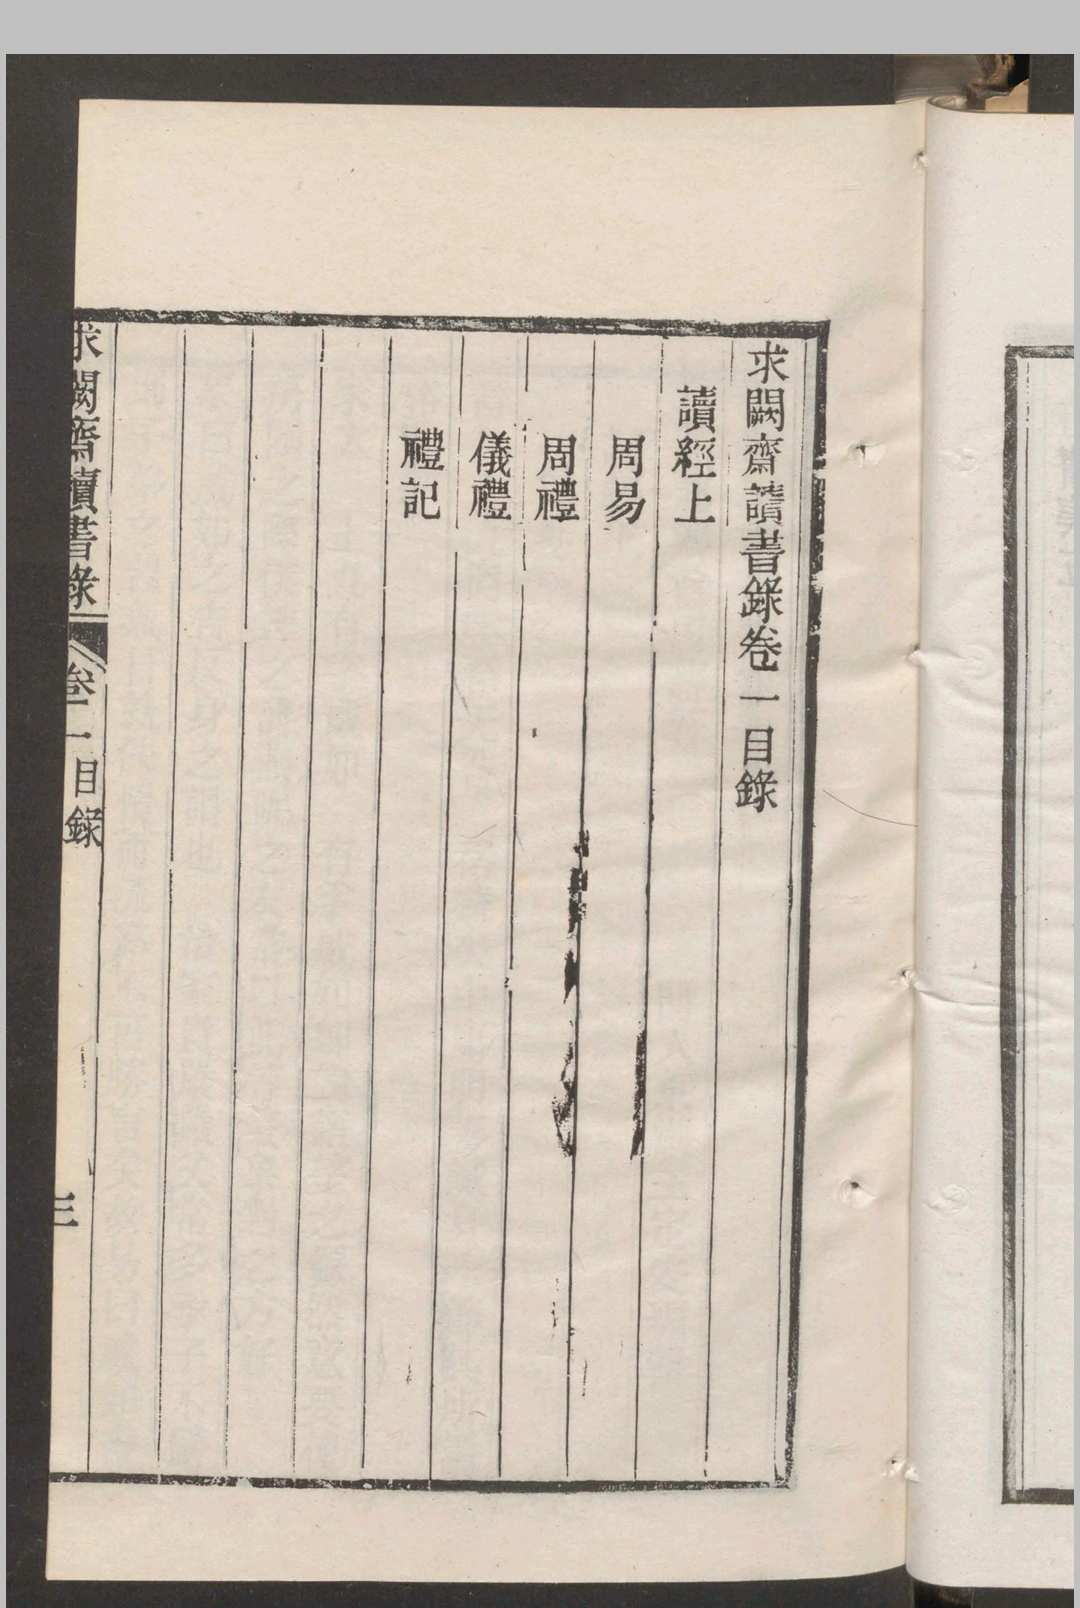 求闕齋讀書錄卷一目錄
讀經上
周易
周禮
儀禮
禮記
求闕齋讀書錄
卷一目錄
三